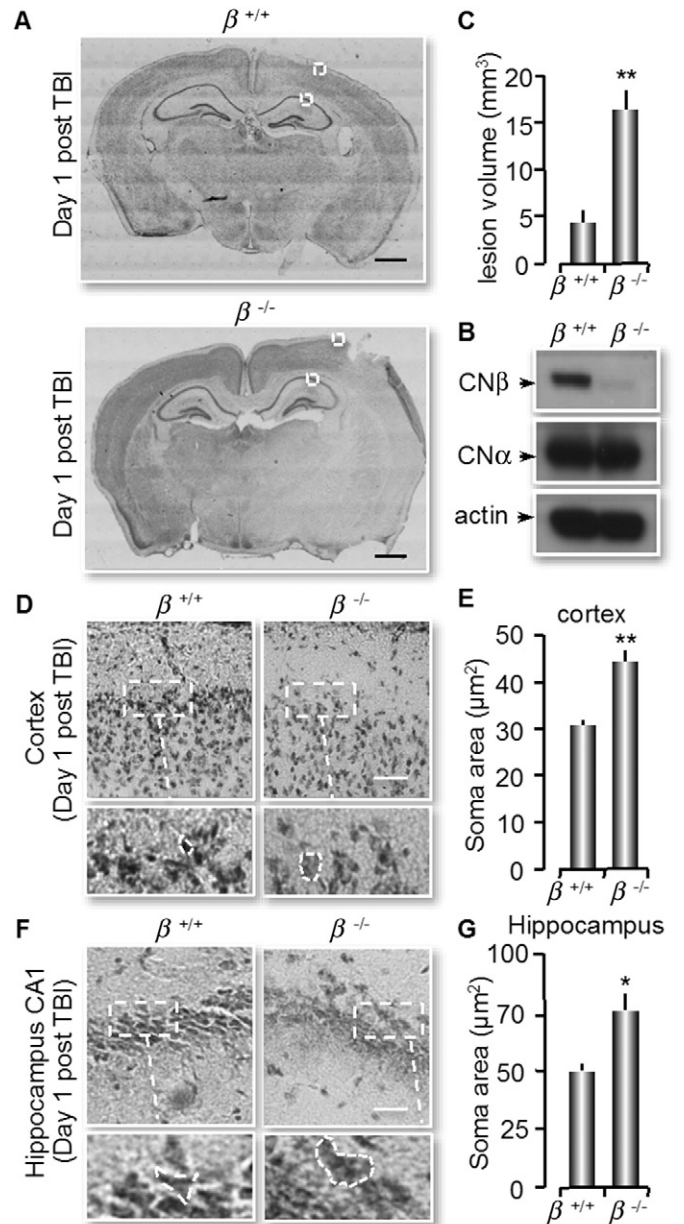 A
β +/+
Day 1 post TBI
β -/-
Day 1 post TBI
C
lesion volume (mm3)
20
15
10
5
0
**
β +/+ β -/-
B
β +/+ β -/-
CNβ
CNα
actin
D
β +/+ β -/-
Cortex
(Day 1 post TBI)
E
cortex
Soma area (μm2)
50
40
30
20
10
0
**
β +/+ β -/-
F
β +/+ β -/-
Hippocampus CA1
(Day 1 post TBI)
G
Hippocampus
Soma area (μm2)
100
70
50
25
0
*
β +/+ β -/-